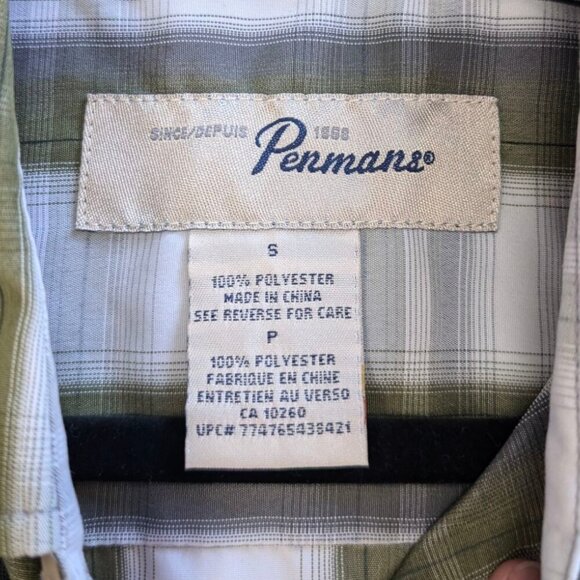 SINCE/DEPUIS 1868
Penmans®
S
100% POLYESTER
MADE IN CHINA
SEE REVERSE FOR CARE
P
100% POLYESTER
FABRIQUE EN CHINE
ENTRETIEN AU VERSO
CA 10260
UPC# 774765438421